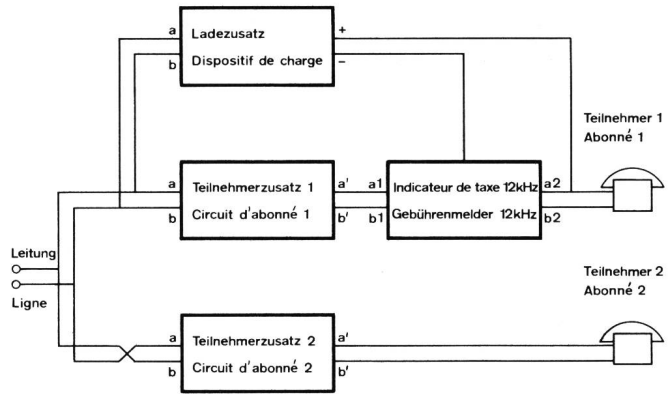 a
Ladezusatz
+
b
Dispositif de charge
–
Teilnehmer 1
Abonné 1
a
Teilnehmerzusatz 1
a'
a1
Indicateur de taxe 12kHz
a2
b
Circuit d'abonné 1
b'
b1
Gebührenmelder 12kHz
b2
Leitung
Ligne
Teilnehmer 2
Abonné 2
a
Teilnehmerzusatz 2
a'
b
Circuit d'abonné 2
b'